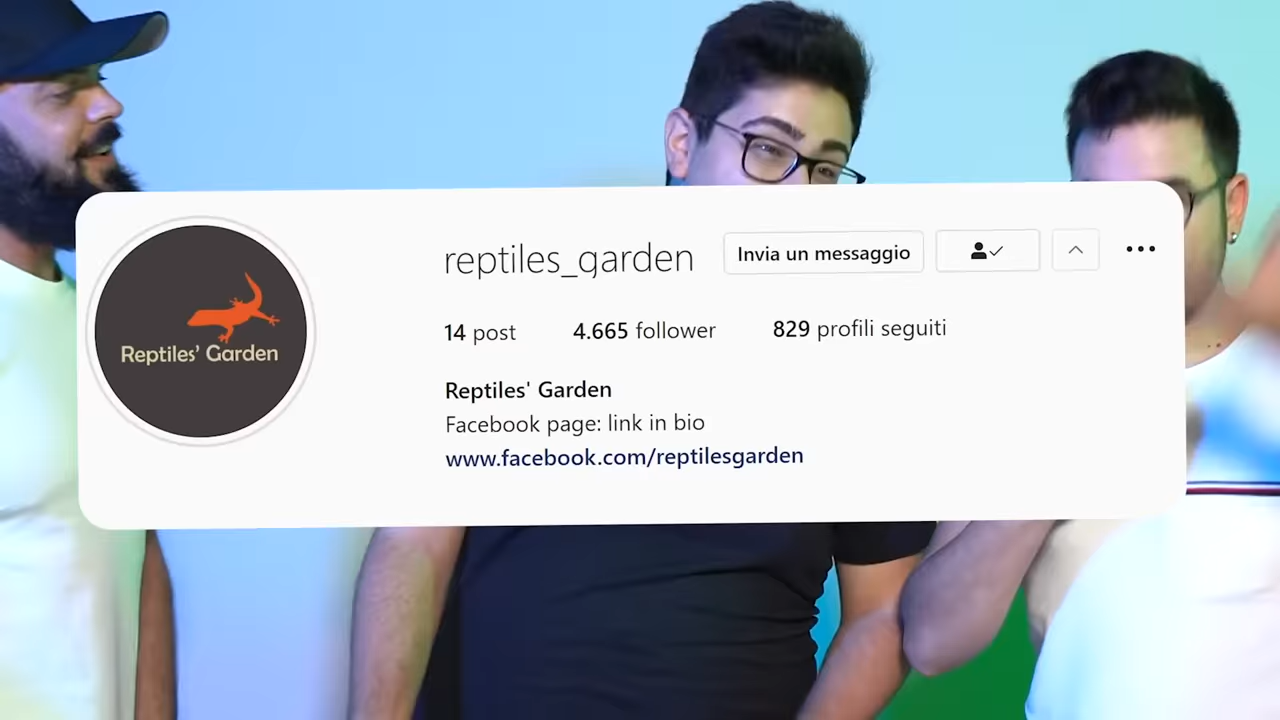 reptiles_garden
Invia un messaggio
14 post 4.665 follower 829 profili seguiti
Reptiles' Garden
Reptiles' Garden
Facebook page: link in bio
www.facebook.com/reptilesgarden